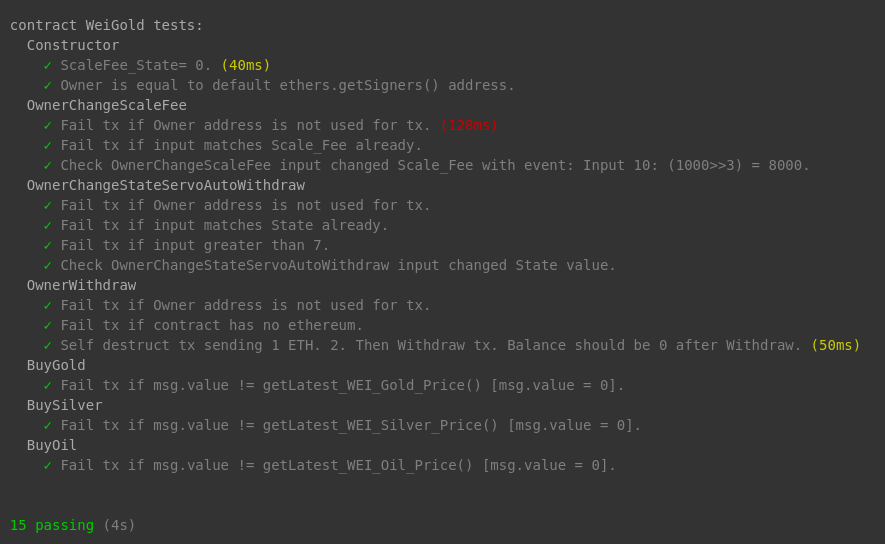 contract WeiGold tests:
Constructor
✓ ScaleFee_State= 0. (40ms)
✓ Owner is equal to default ethers.getSigners() address.
OwnerChangeScaleFee
✓ Fail tx if Owner address is not used for tx. (128ms)
✓ Fail tx if input matches Scale_Fee already.
✓ Check OwnerChangeScaleFee input changed Scale_Fee with event: Input 10: (1000>>3) = 8000.
OwnerChangeStateServoAutoWithdraw
✓ Fail tx if Owner address is not used for tx.
✓ Fail tx if input matches State already.
✓ Fail tx if input greater than 7.
✓ Check OwnerChangeStateServoAutoWithdraw input changed State value.
OwnerWithdraw
✓ Fail tx if Owner address is not used for tx.
✓ Fail tx if contract has no ethereum.
✓ Self destruct tx sending 1 ETH. 2. Then Withdraw tx. Balance should be 0 after Withdraw. (50ms)
BuyGold
✓ Fail tx if msg.value != getLatest_WEI_Gold_Price() [msg.value = 0].
BuySilver
✓ Fail tx if msg.value != getLatest_WEI_Silver_Price() [msg.value = 0].
BuyOil
✓ Fail tx if msg.value != getLatest_WEI_Oil_Price() [msg.value = 0].
15 passing (4s)